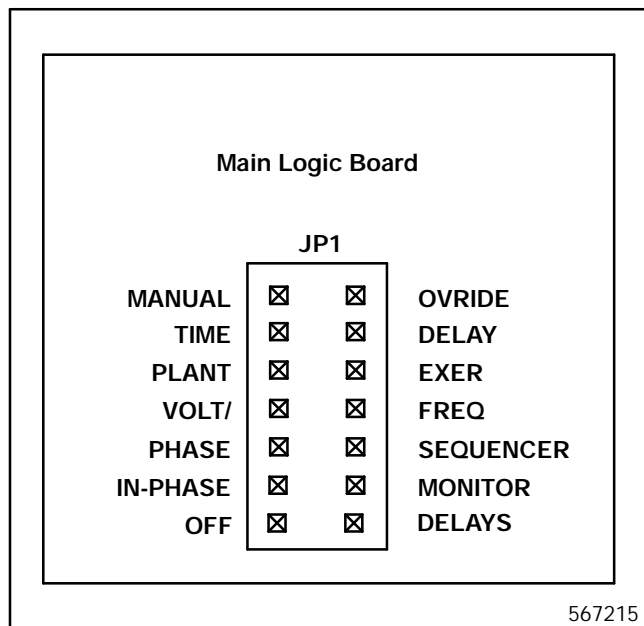 Main Logic Board
JP1
MANUAL OVRIDE
TIME DELAY
PLANT EXER
VOLT/ FREQ
PHASE SEQUENCER
IN-PHASE MONITOR
OFF DELAYS
567215